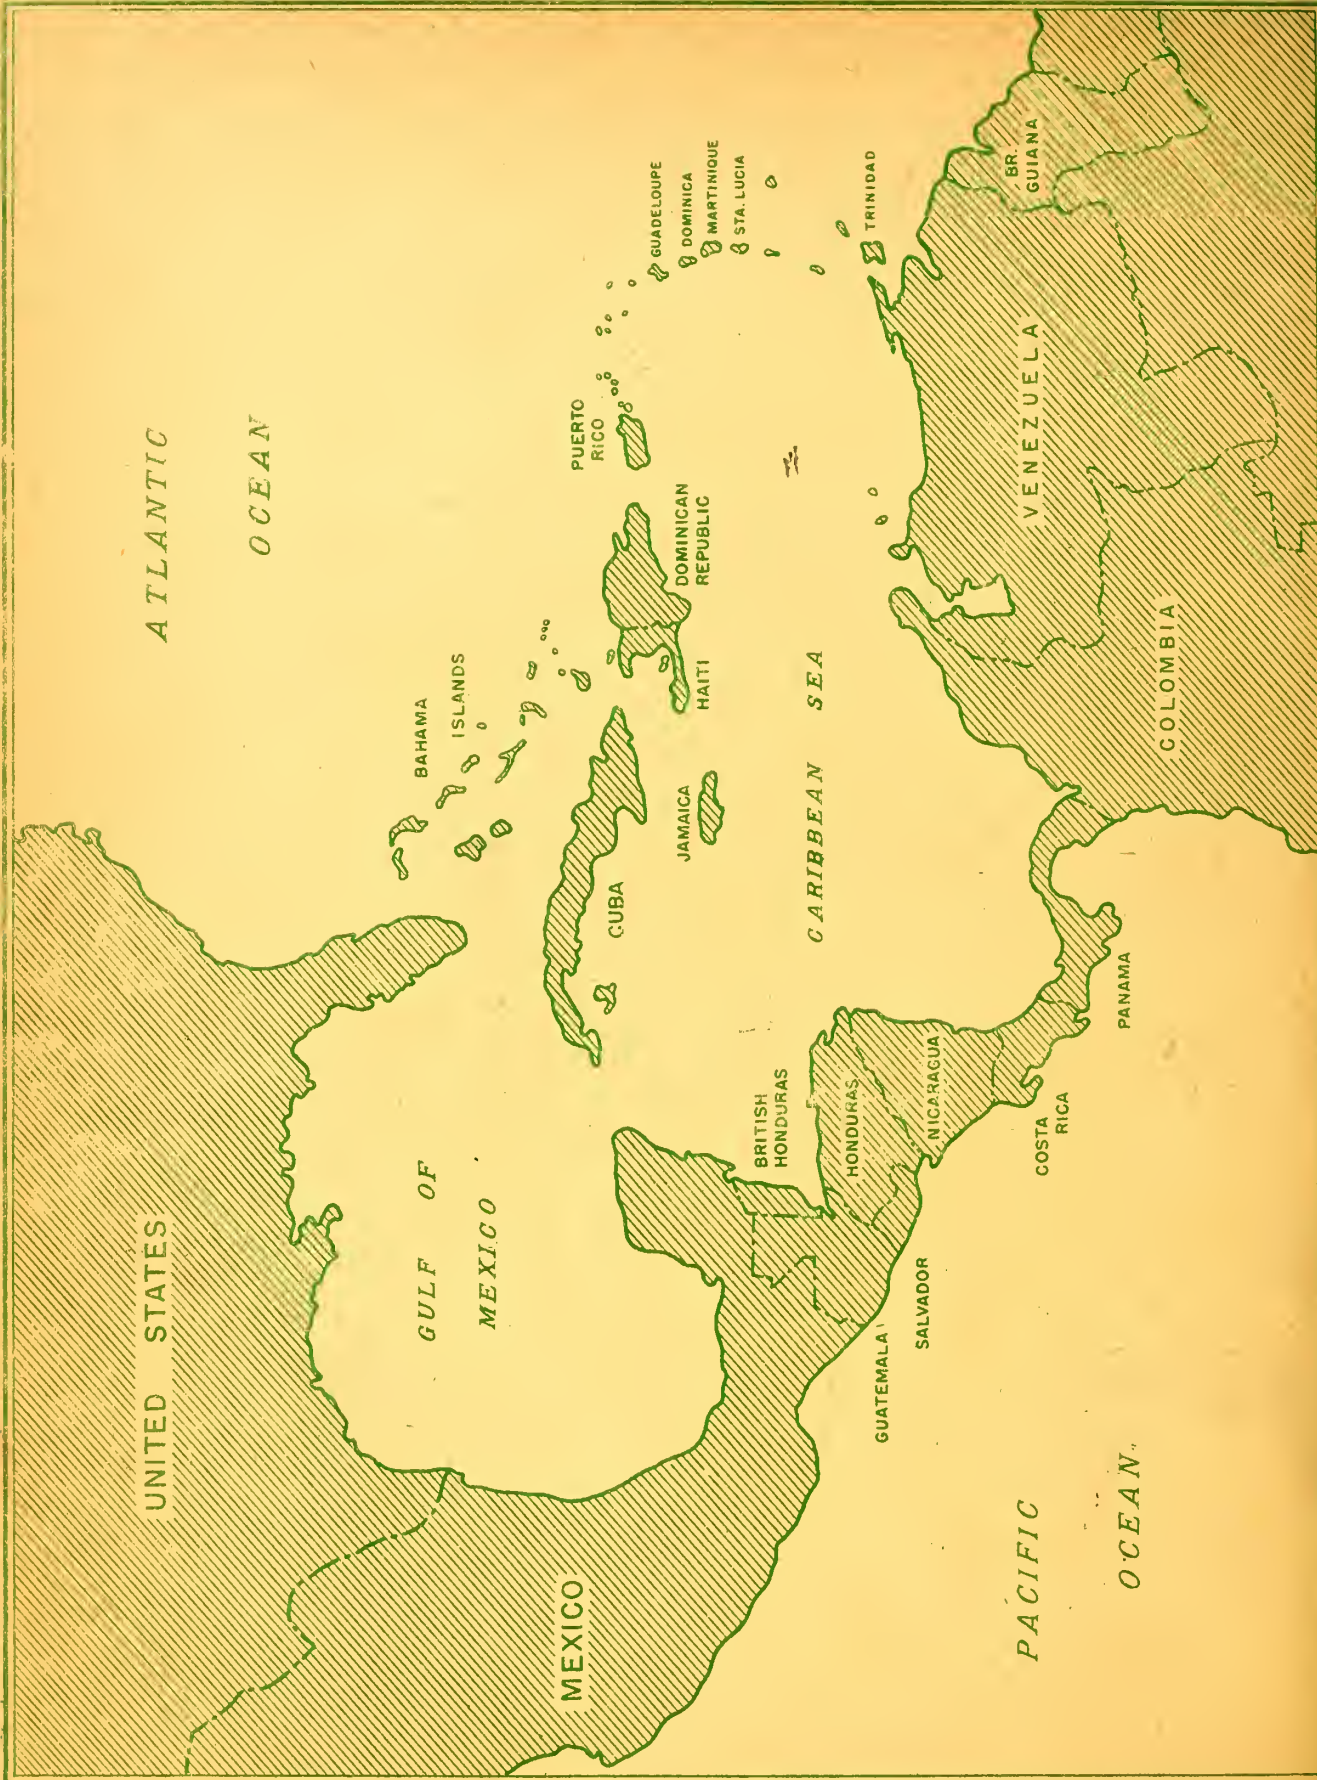 UNITED STATES
ATLANTIC
OCEAN
GULF OF
MEXICO
BAHAMA
ISLANDS
MEXICO
CUBA
PUERTO
RICO
DOMINICAN
REPUBLIC
HAITI
JAMAICA
GUADELOUPE
DOMINICA
MARTINIQUE
STA. LUCIA
TRINIDAD
CARIBBEAN SEA
BRITISH
HONDURAS
HONDURAS
NICARAGUA
GUATEMALA
SALVADOR
COSTA
RICA
PANAMA
VENEZUELA
BR.
GUIANA
COLOMBIA
PACIFIC
OCEAN